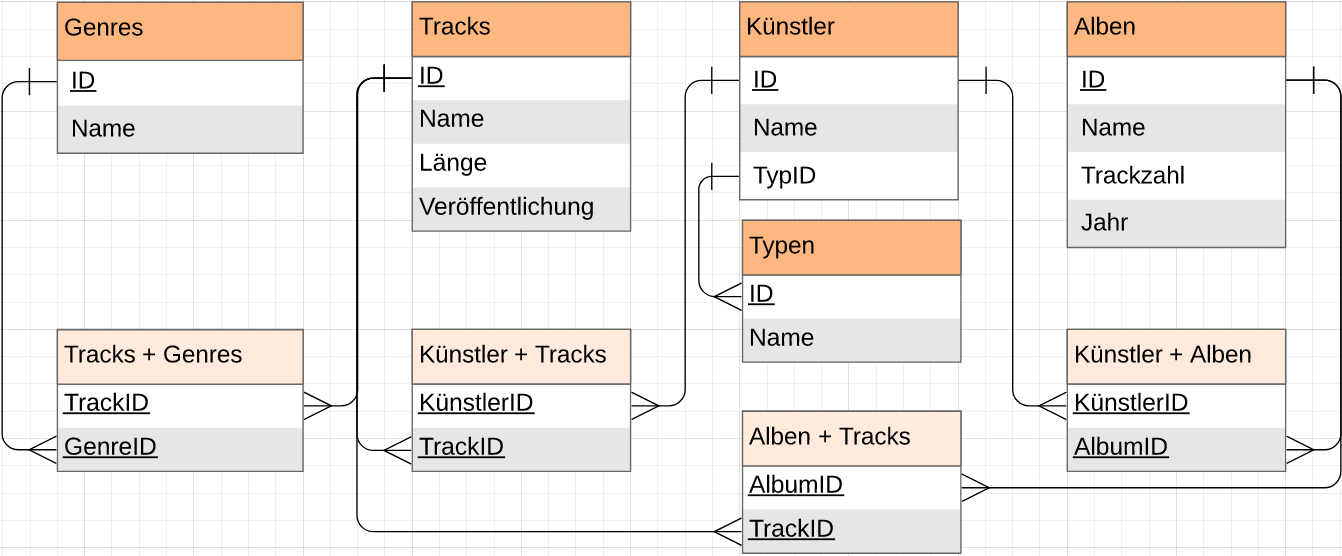 Genres
ID
Name
Tracks
ID
Name
Länge
Veröffentlichung
Künstler
ID
Name
TypID
Alben
ID
Name
Trackzahl
Jahr
Typen
ID
Name
Tracks + Genres
TrackID
GenreID
Künstler + Tracks
KünstlerID
TrackID
Alben + Tracks
AlbumID
TrackID
Künstler + Alben
KünstlerID
AlbumID